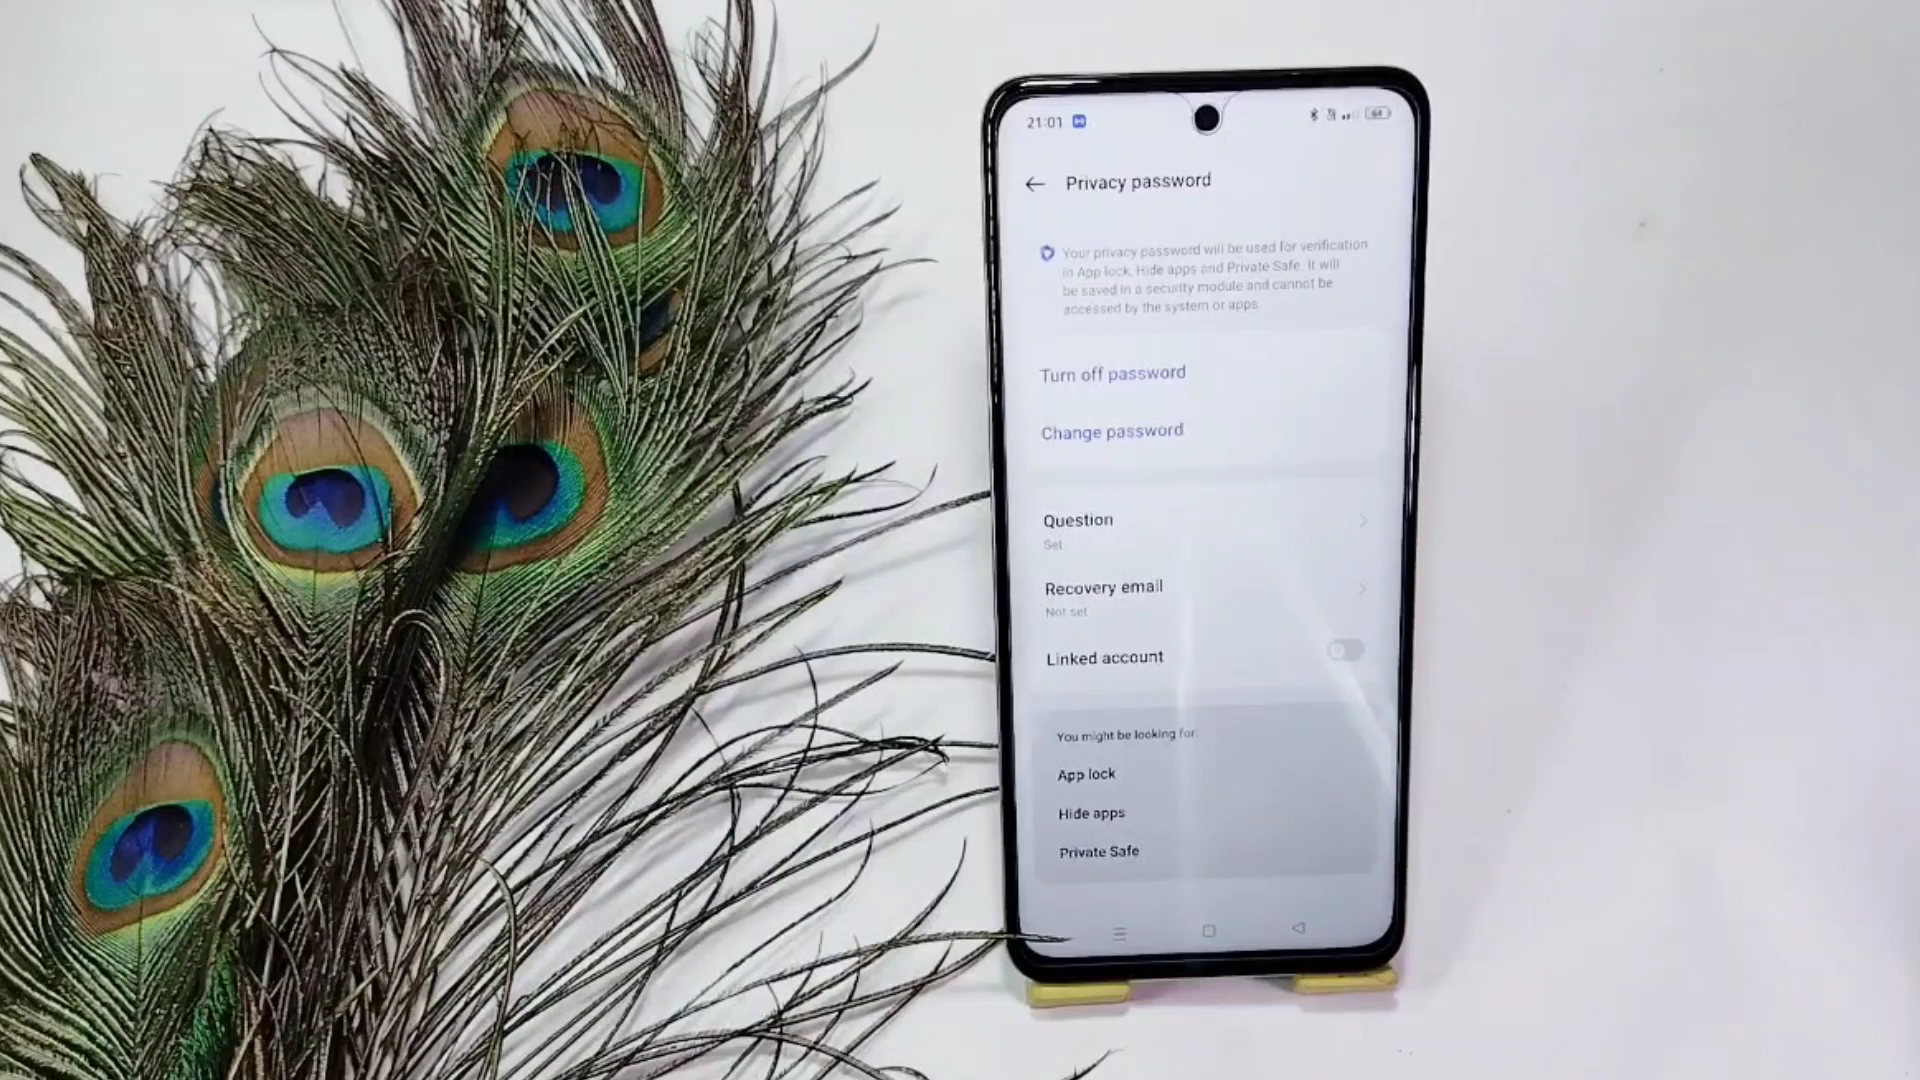 21:01
64
Privacy password
Your privacy password will be used for verification
in App lock, Hide apps and Private Safe. It will
be saved in a security module and cannot be
accessed by the system or apps.
Turn off password
Change password
Question
Set
Recovery email
Not set
Linked account
You might be looking for:
App lock
Hide apps
Private Safe